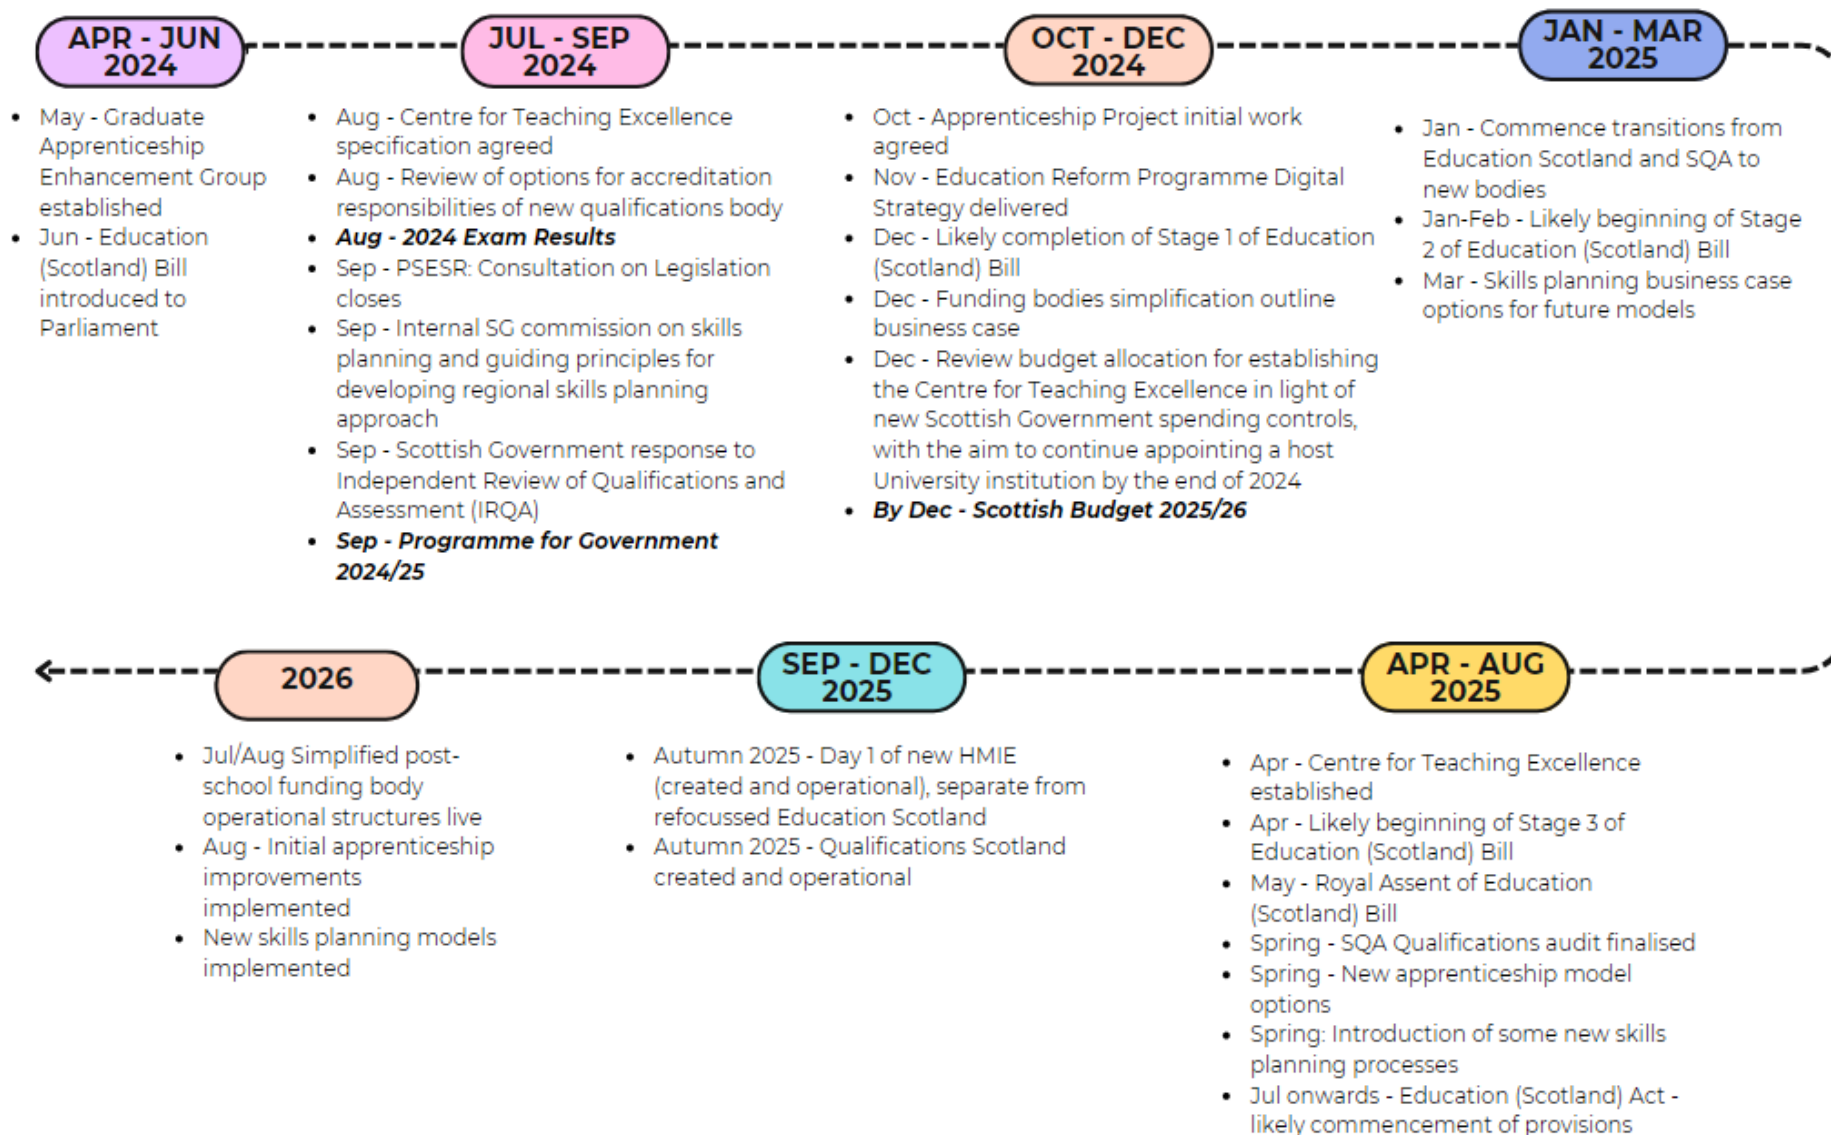 APR - JUN
2024
• May - Graduate
Apprenticeship
Enhancement Group
established
• Jun - Education
(Scotland) Bill
introduced to
Parliament
JUL - SEP
2024
• Aug - Centre for Teaching Excellence
specification agreed
• Aug - Review of options for accreditation
responsibilities of new qualifications body
• Aug - 2024 Exam Results
• Sep - PSESR: Consultation on Legislation
closes
• Sep - Internal SG commission on skills
planning and guiding principles for
developing regional skills planning
approach
• Sep - Scottish Government response to
Independent Review of Qualifications and
Assessment (IRQA)
• Sep - Programme for Government
2024/25
OCT - DEC
2024
• Oct - Apprenticeship Project initial work
agreed
• Nov - Education Reform Programme Digital
Strategy delivered
• Dec - Likely completion of Stage 1 of Education
(Scotland) Bill
• Dec - Funding bodies simplification outline
business case
• Dec - Review budget allocation for establishing
the Centre for Teaching Excellence in light of
new Scottish Government spending controls,
with the aim to continue appointing a host
University institution by the end of 2024
• By Dec - Scottish Budget 2025/26
JAN - MAR
2025
• Jan - Commence transitions from
Education Scotland and SQA to
new bodies
• Jan-Feb - Likely beginning of Stage
2 of Education (Scotland) Bill
• Mar - Skills planning business case
options for future models
APR - AUG
2025
• Apr - Centre for Teaching Excellence
established
• Apr - Likely beginning of Stage 3 of
Education (Scotland) Bill
• May - Royal Assent of Education
(Scotland) Bill
• Spring - SQA Qualifications audit finalised
• Spring - New apprenticeship model
options
• Spring: Introduction of some new skills
planning processes
• Jul onwards - Education (Scotland) Act -
likely commencement of provisions
SEP - DEC
2025
• Autumn 2025 - Day 1 of new HMIE
(created and operational), separate from
refocussed Education Scotland
• Autumn 2025 - Qualifications Scotland
created and operational
2026
• Jul/Aug Simplified post-
school funding body
operational structures live
• Aug - Initial apprenticeship
improvements
implemented
• New skills planning models
implemented